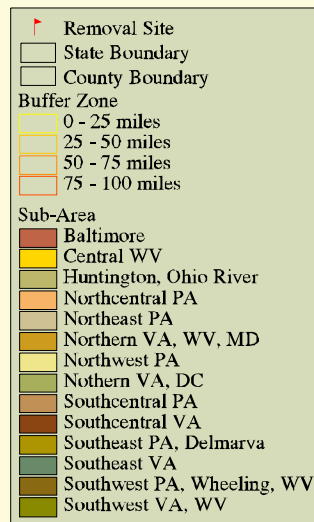 Removal Site
State Boundary
County Boundary
Buffer Zone
0 - 25 miles
25 - 50 miles
50 - 75 miles
75 - 100 miles
Sub-Area
Baltimore
Central WV
Huntington, Ohio River
Northcentral PA
Northeast PA
Northern VA, WV, MD
Northwest PA
Nothern VA, DC
Southcentral PA
Southcentral VA
Southeast PA, Delmarva
Southeast VA
Southwest PA, Wheeling, WV
Southwest VA, WV